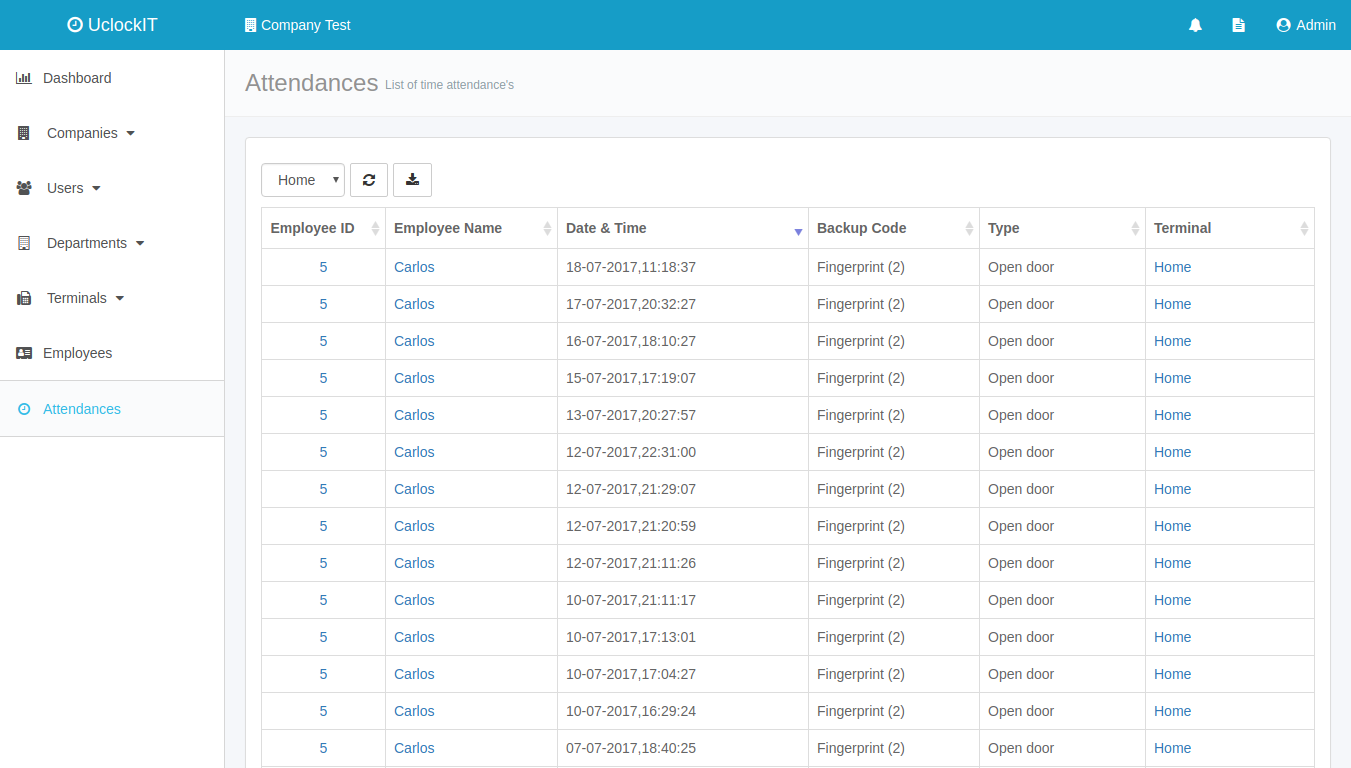 UclockIT Company Test Admin
Dashboard
Companies
Users
Departments
Terminals
Employees
Attendances
Attendances List of time attendance's
Home
Employee ID Employee Name Date & Time Backup Code Type Terminal
5 Carlos 18-07-2017,11:18:37 Fingerprint (2) Open door Home
5 Carlos 17-07-2017,20:32:27 Fingerprint (2) Open door Home
5 Carlos 16-07-2017,18:10:27 Fingerprint (2) Open door Home
5 Carlos 15-07-2017,17:19:07 Fingerprint (2) Open door Home
5 Carlos 13-07-2017,20:27:57 Fingerprint (2) Open door Home
5 Carlos 12-07-2017,22:31:00 Fingerprint (2) Open door Home
5 Carlos 12-07-2017,21:29:07 Fingerprint (2) Open door Home
5 Carlos 12-07-2017,21:20:59 Fingerprint (2) Open door Home
5 Carlos 12-07-2017,21:11:26 Fingerprint (2) Open door Home
5 Carlos 10-07-2017,21:11:17 Fingerprint (2) Open door Home
5 Carlos 10-07-2017,17:13:01 Fingerprint (2) Open door Home
5 Carlos 10-07-2017,17:04:27 Fingerprint (2) Open door Home
5 Carlos 10-07-2017,16:29:24 Fingerprint (2) Open door Home
5 Carlos 07-07-2017,18:40:25 Fingerprint (2) Open door Home